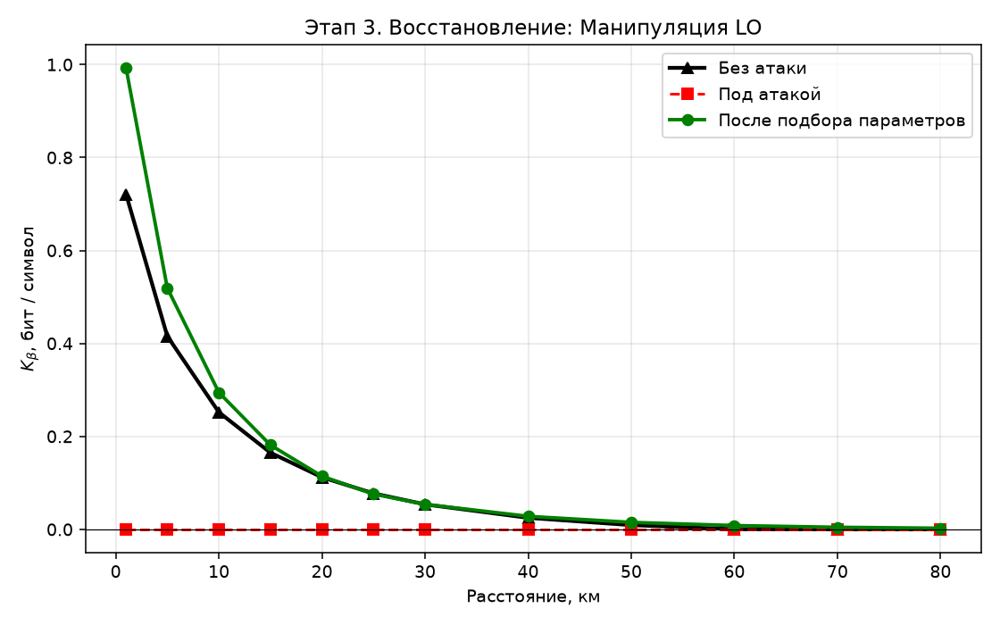 Этап 3. Восстановление: Манипуляция LO
Без атаки
Под атакой
После подбора параметров
1.0
0.8
0.6
0.4
0.2
0.0
Kβ, бит / символ
0 10 20 30 40 50 60 70 80
Расстояние, км